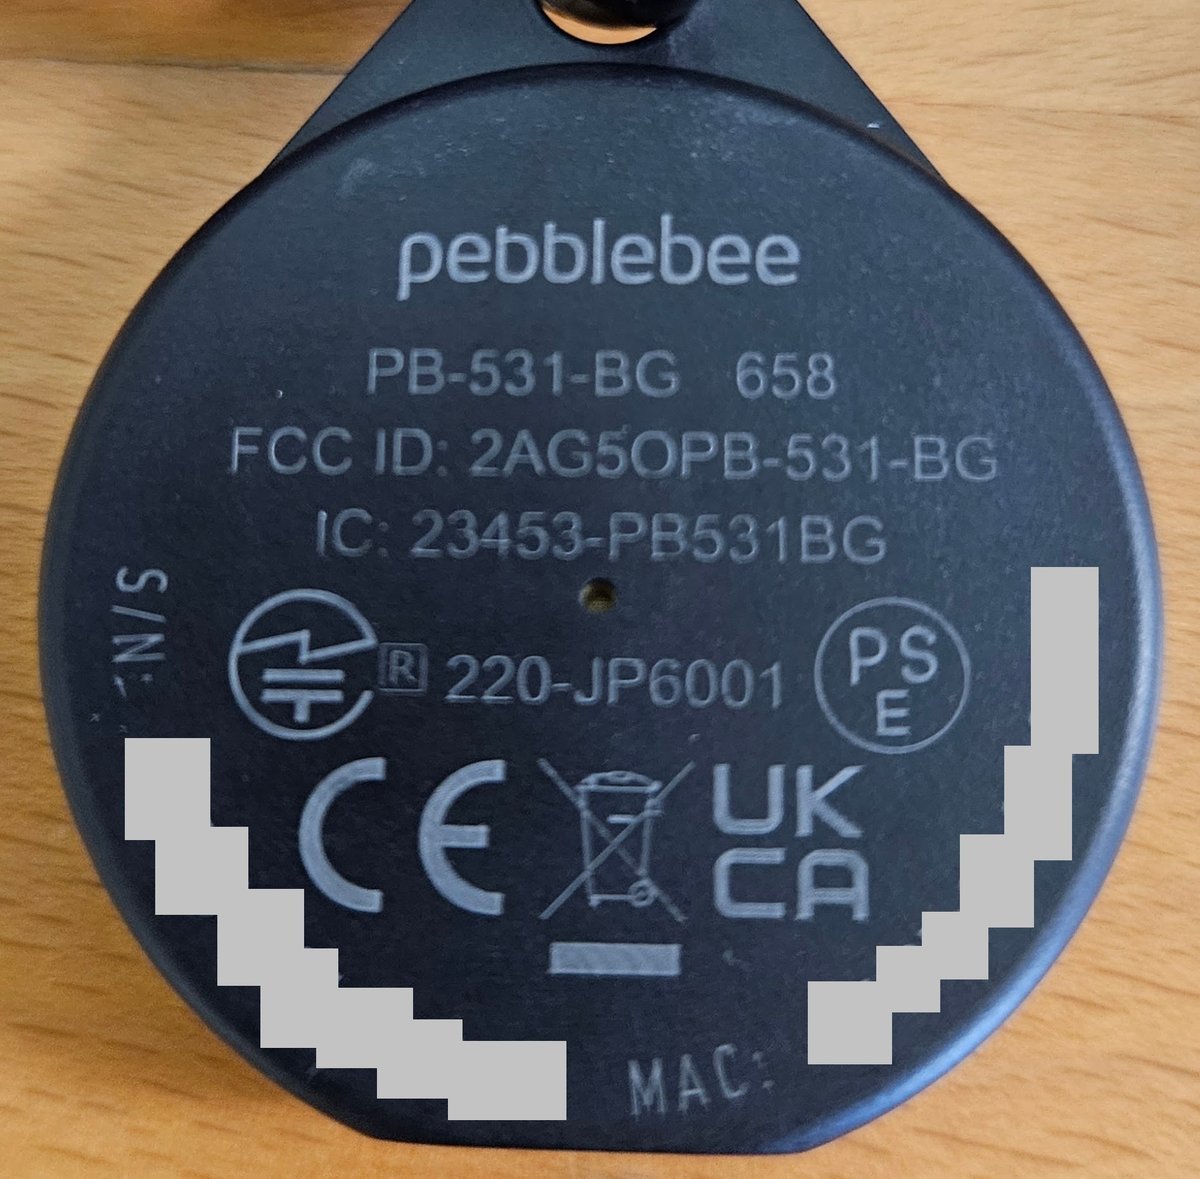 pebblebee
PB-531-BG 658
FCC ID: 2AG5OPB-531-BG
IC: 23453-PB531BG
R 220-JP6001
PSE
CE
UK
CA
S/N:
MAC: